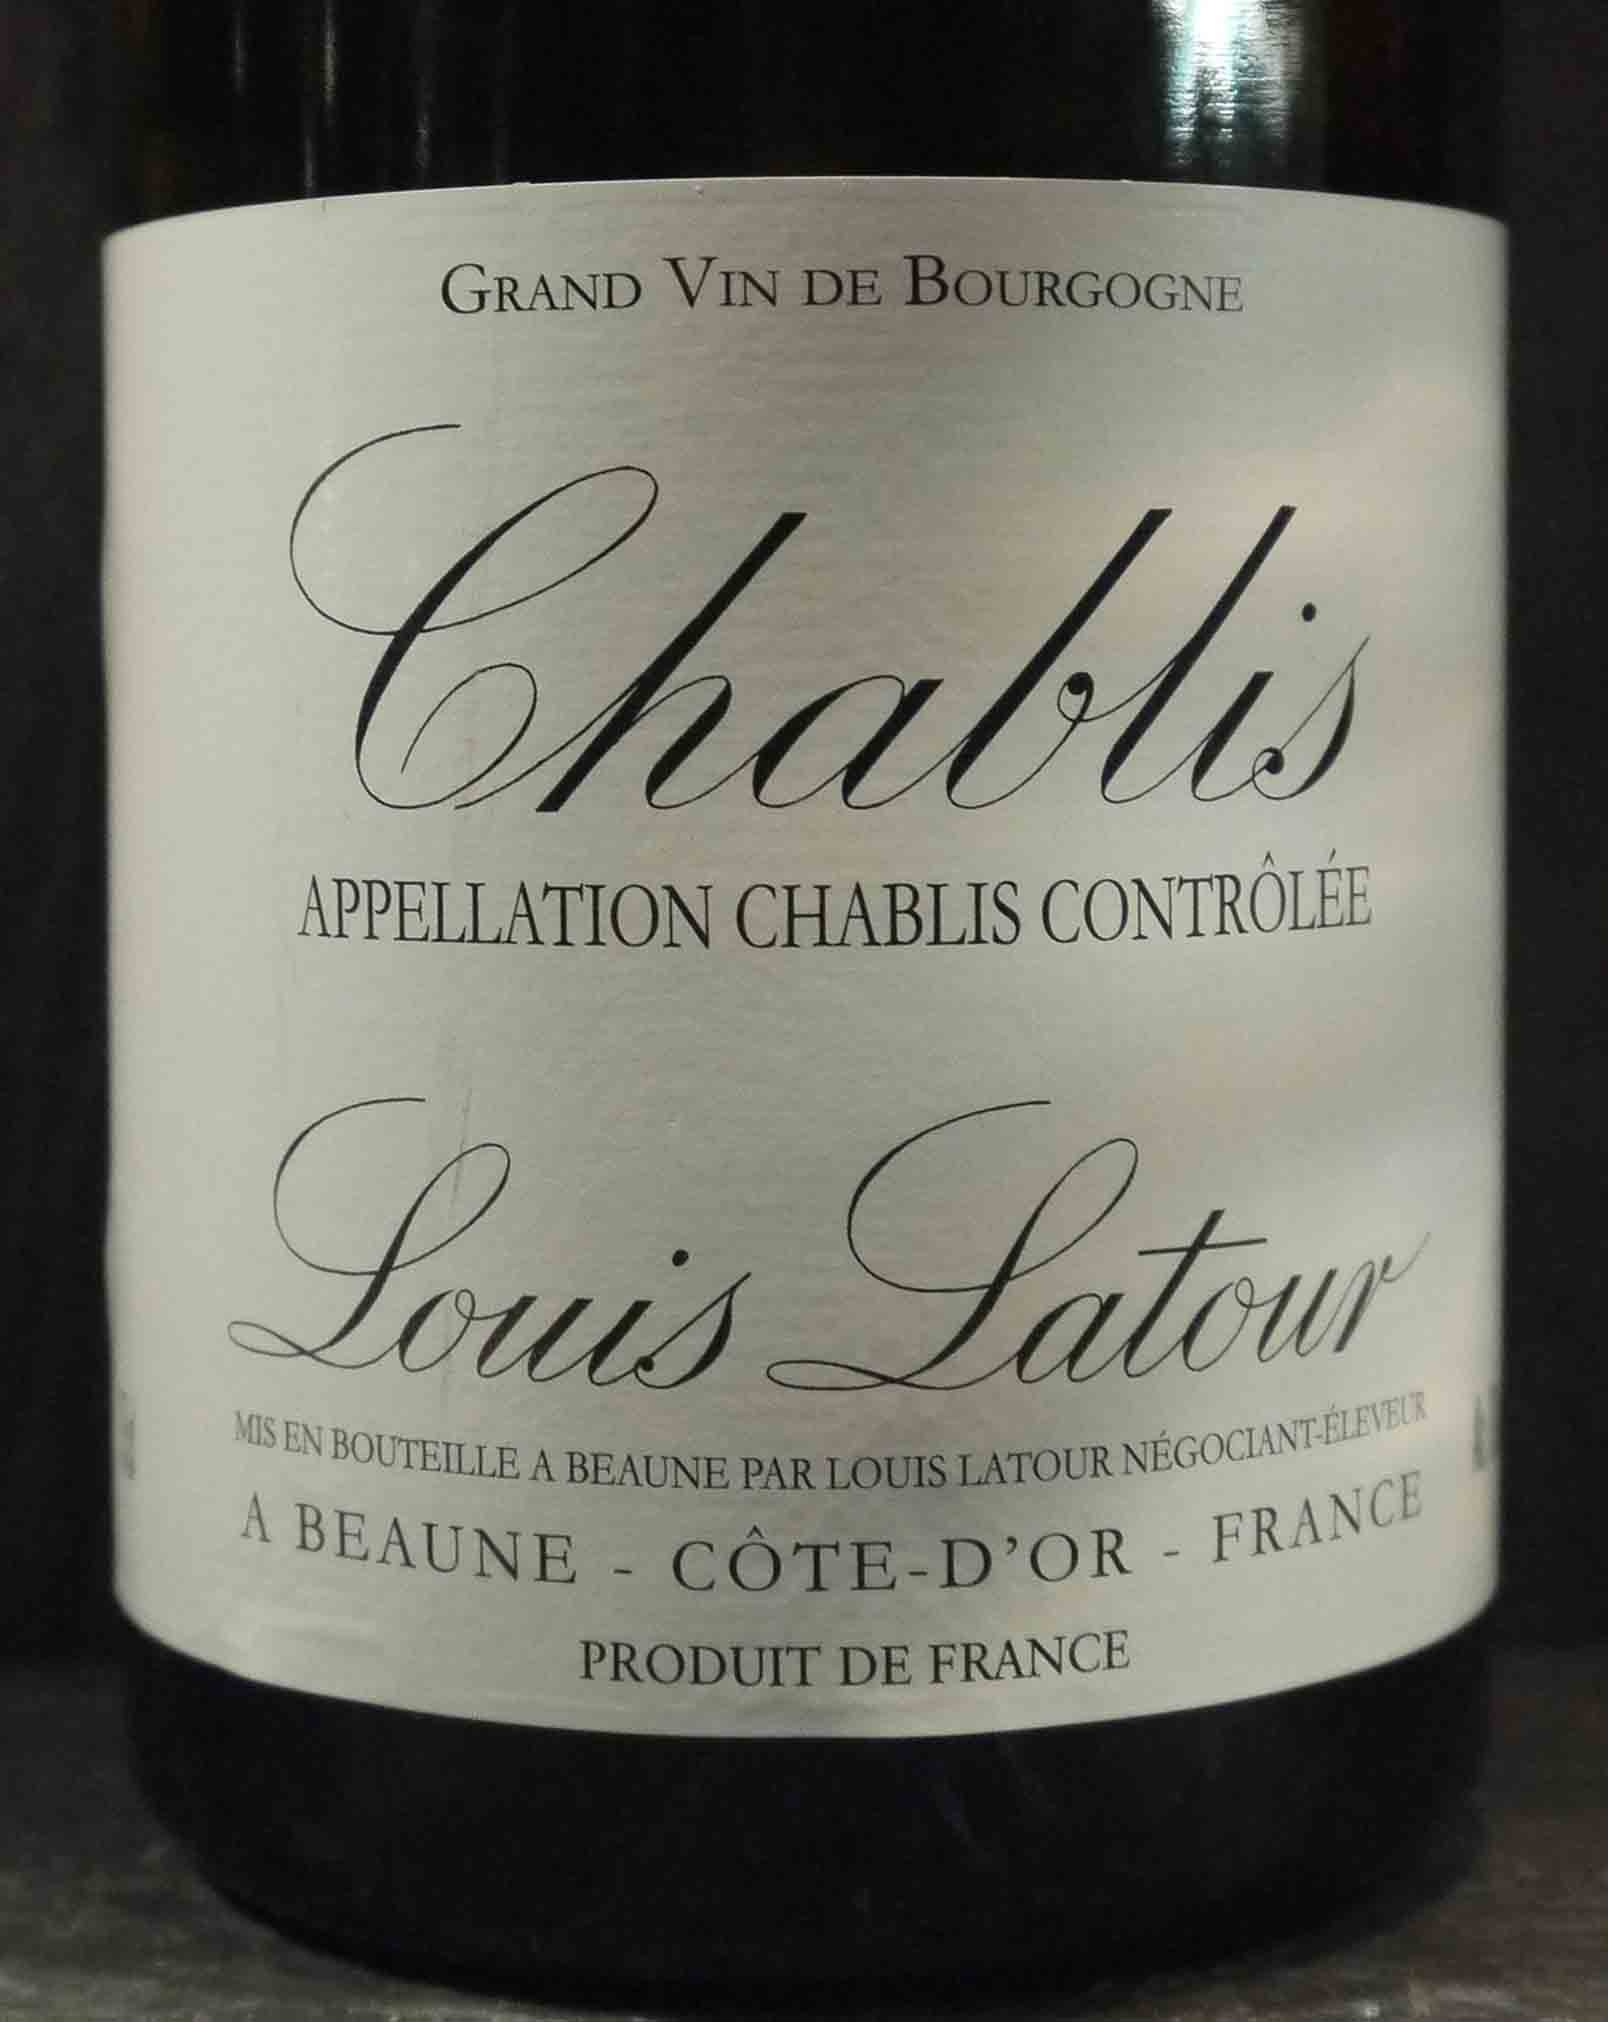 GRAND VIN DE BOURGOGNE
Chablis
APPELLATION CHABLIS CONTRÔLÉE
Louis Latour
MIS EN BOUTEILLE A BEAUNE PAR LOUIS LATOUR NÉGOCIANT-ÉLEVEUR
A BEAUNE - CÔTE-D'OR - FRANCE
PRODUIT DE FRANCE